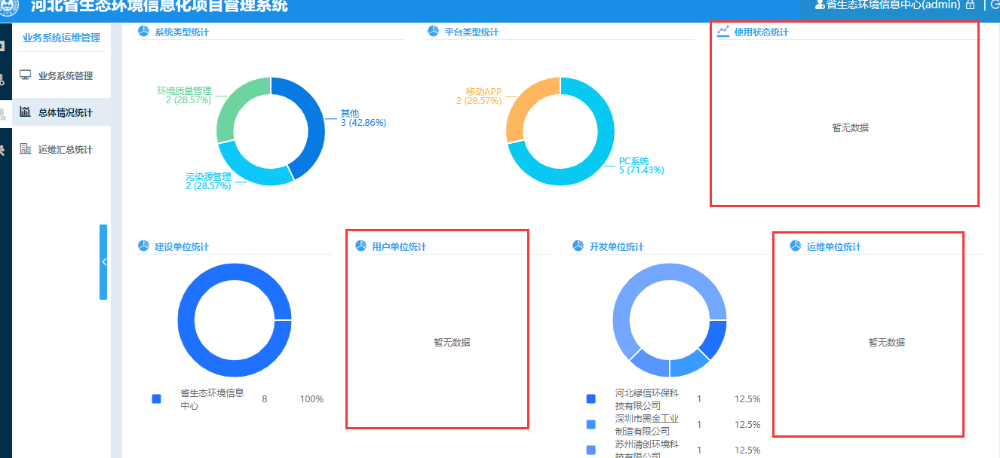 河北省生态环境信息化项目管理系统
省生态环境信息中心(admin)
业务系统运维管理
业务系统管理
总体情况统计
运维汇总统计
系统类型统计
环境质量管理
2 (28.57%)
其他
3 (42.86%)
污染源管理
2 (28.57%)
平台类型统计
移动APP
2 (28.57%)
PC系统
5 (71.43%)
使用状态统计
暂无数据
建设单位统计
省生态环境信息 8 100%
中心
用户单位统计
暂无数据
开发单位统计
河北绿信环保科 1 12.5%
技有限公司
深圳市黑金工业 1 12.5%
制造有限公司
苏州清创环境科 1 12.5%
技有限公司
运维单位统计
暂无数据